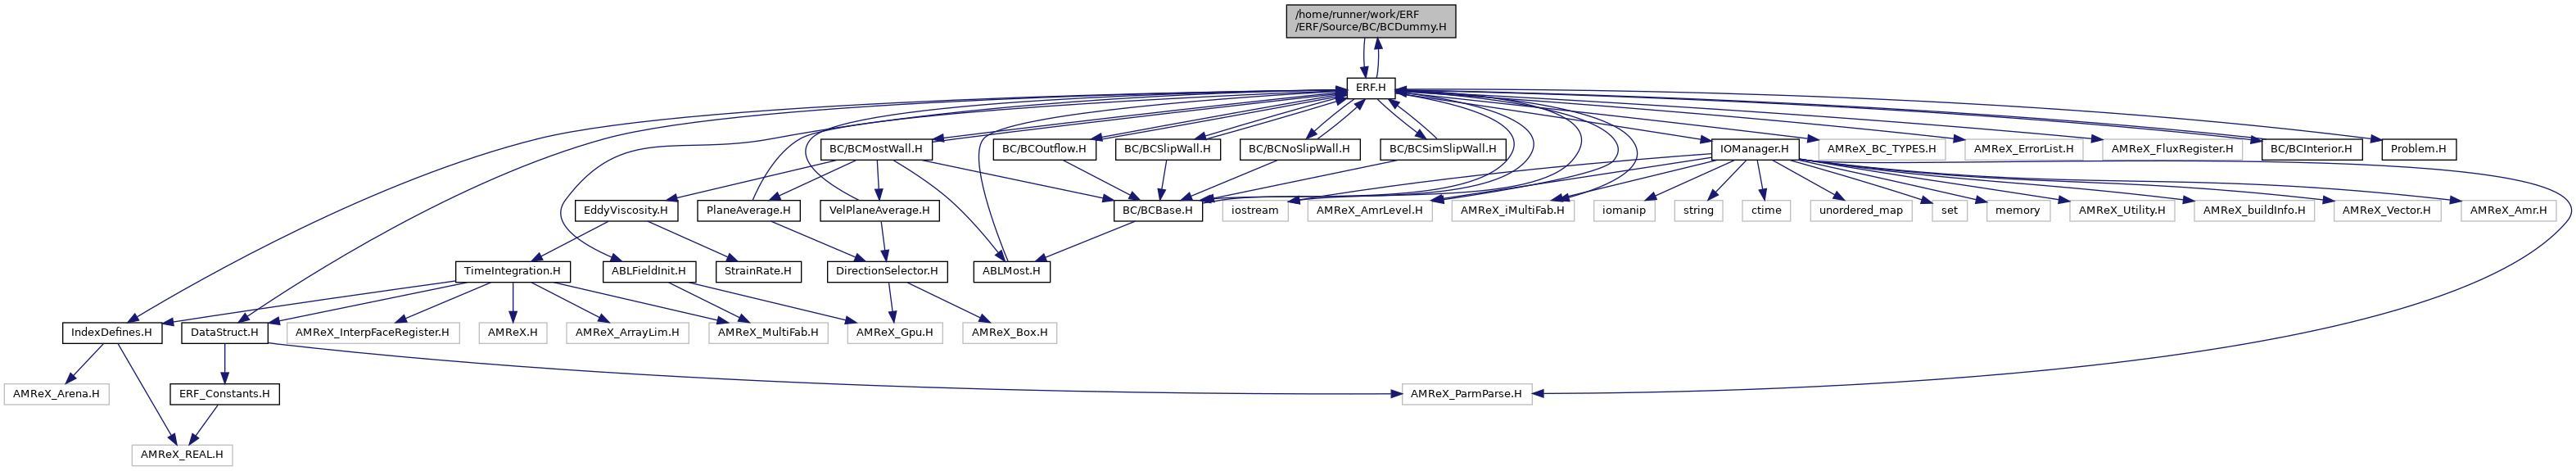 /home/runner/work/ERF
/ERF/Source/BC/BCDummy.H
ERF.H
BC/BCMostWall.H
BC/BCOutflow.H
BC/BCSlipWall.H
BC/BCNoSlipWall.H
BC/BCSimSlipWall.H
IOManager.H
AMReX_BC_TYPES.H
AMReX_ErrorList.H
AMReX_FluxRegister.H
BC/BCInterior.H
Problem.H
EddyViscosity.H
PlaneAverage.H
VelPlaneAverage.H
BC/BCBase.H
iostream
AMReX_AmrLevel.H
AMReX_iMultiFab.H
iomanip
string
ctime
unordered_map
set
memory
AMReX_Utility.H
AMReX_buildInfo.H
AMReX_Vector.H
AMReX_Amr.H
TimeIntegration.H
ABLFieldInit.H
StrainRate.H
DirectionSelector.H
ABLMost.H
IndexDefines.H
DataStruct.H
AMReX_InterpFaceRegister.H
AMReX.H
AMReX_ArrayLim.H
AMReX_MultiFab.H
AMReX_Gpu.H
AMReX_Box.H
AMReX_Arena.H
ERF_Constants.H
AMReX_ParmParse.H
AMReX_REAL.H